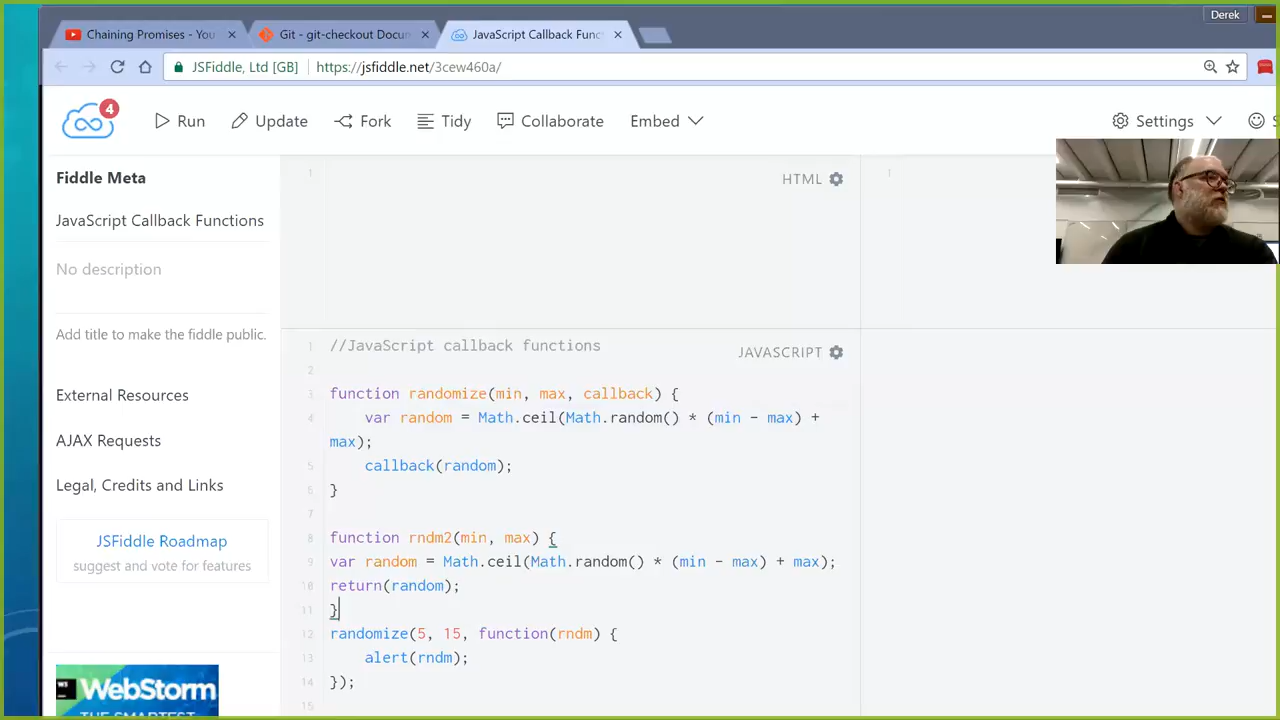 Derek
Chaining Promises - You
Git - git-checkout Docum
JavaScript Callback Func
JSFiddle, Ltd [GB]
https://jsfiddle.net/3cew460a/
4
Run
Update
Fork
Tidy
Collaborate
Embed
Settings
S
Fiddle Meta
JavaScript Callback Functions
No description
Add title to make the fiddle public.
External Resources
AJAX Requests
Legal, Credits and Links
JSFiddle Roadmap
suggest and vote for features
WS
WebStorm
THE SMARTEST
1
HTML
1
JAVASCRIPT
1 //JavaScript callback functions
2
3 function randomize(min, max, callback) {
4     var random = Math.ceil(Math.random() * (min - max) +
max);
5     callback(random);
6 }
7
8 function rndm2(min, max) {
9 var random = Math.ceil(Math.random() * (min - max) + max);
10 return(random);
11 }
12 randomize(5, 15, function(rndm) {
13     alert(rndm);
14 });
15